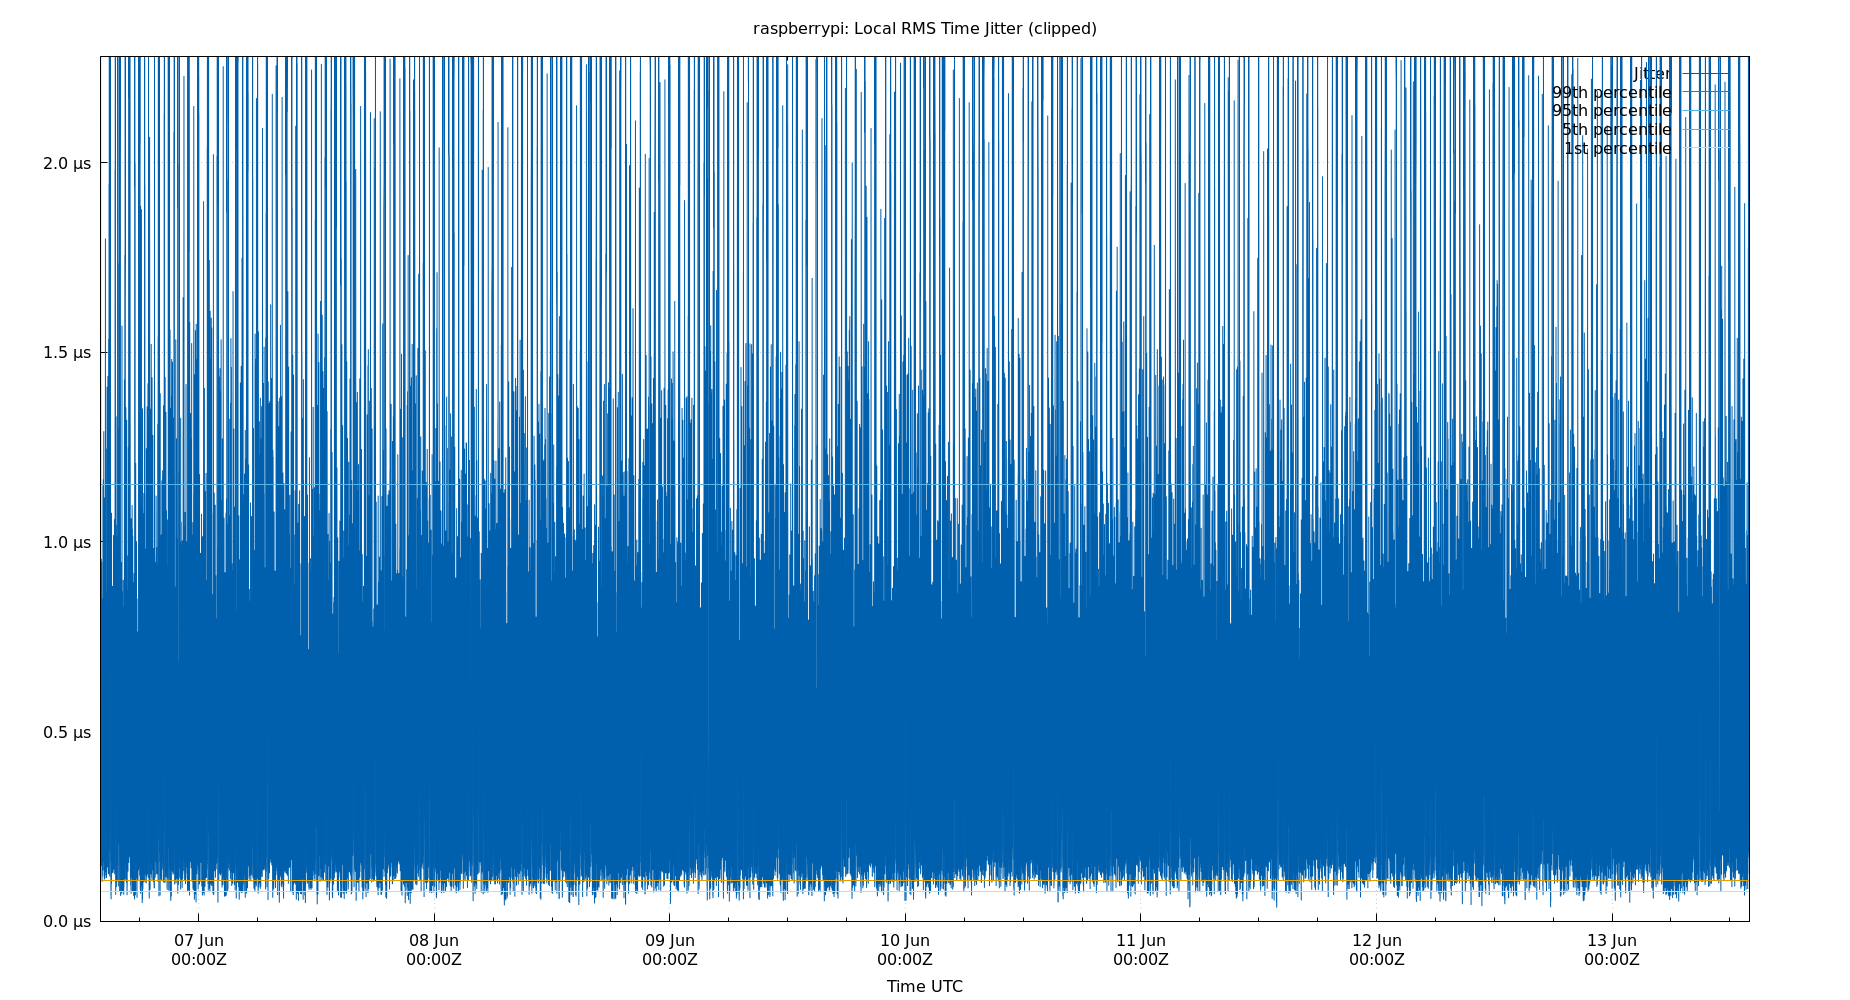 raspberrypi: Local RMS Time Jitter (clipped)
Jitter
99th percentile
95th percentile
5th percentile
1st percentile
2.0 µs
1.5 µs
1.0 µs
0.5 µs
0.0 µs
07 Jun 08 Jun 09 Jun 10 Jun 11 Jun 12 Jun 13 Jun
00:00Z 00:00Z 00:00Z 00:00Z 00:00Z 00:00Z 00:00Z
Time UTC